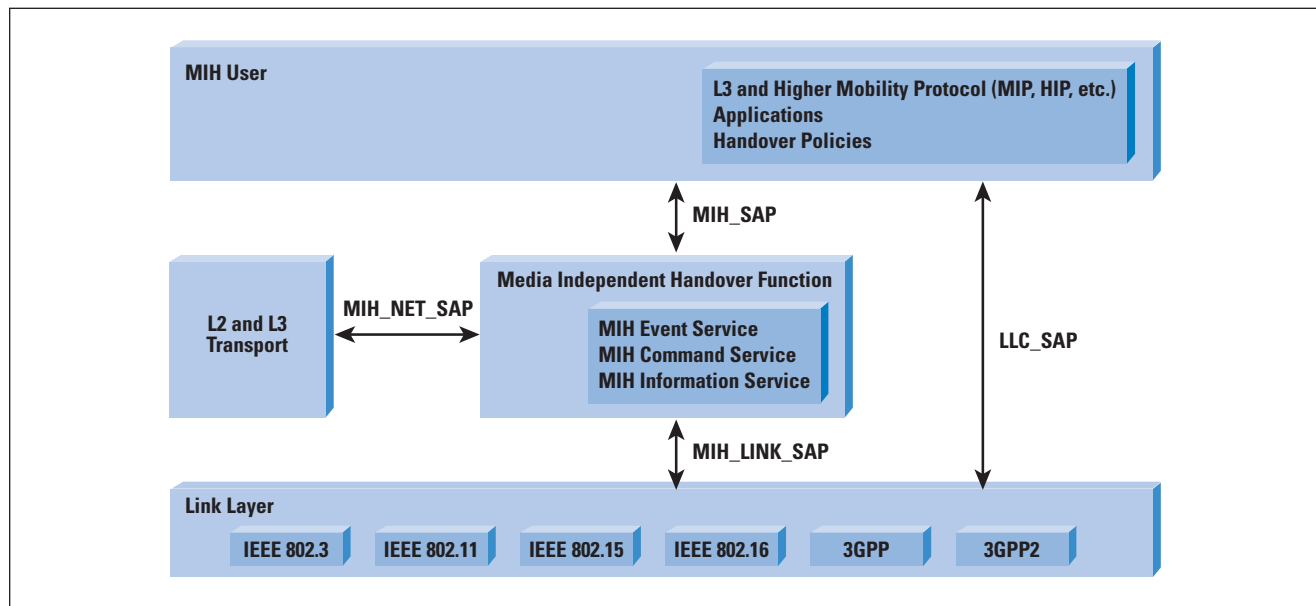 MIH User
L3 and Higher Mobility Protocol (MIP, HIP, etc.)
Applications
Handover Policies
MIH_SAP
Media Independent Handover Function
MIH_NET_SAP
L2 and L3
Transport
MIH Event Service
MIH Command Service
MIH Information Service
LLC_SAP
MIH_LINK_SAP
Link Layer
IEEE 802.3
IEEE 802.11
IEEE 802.15
IEEE 802.16
3GPP
3GPP2